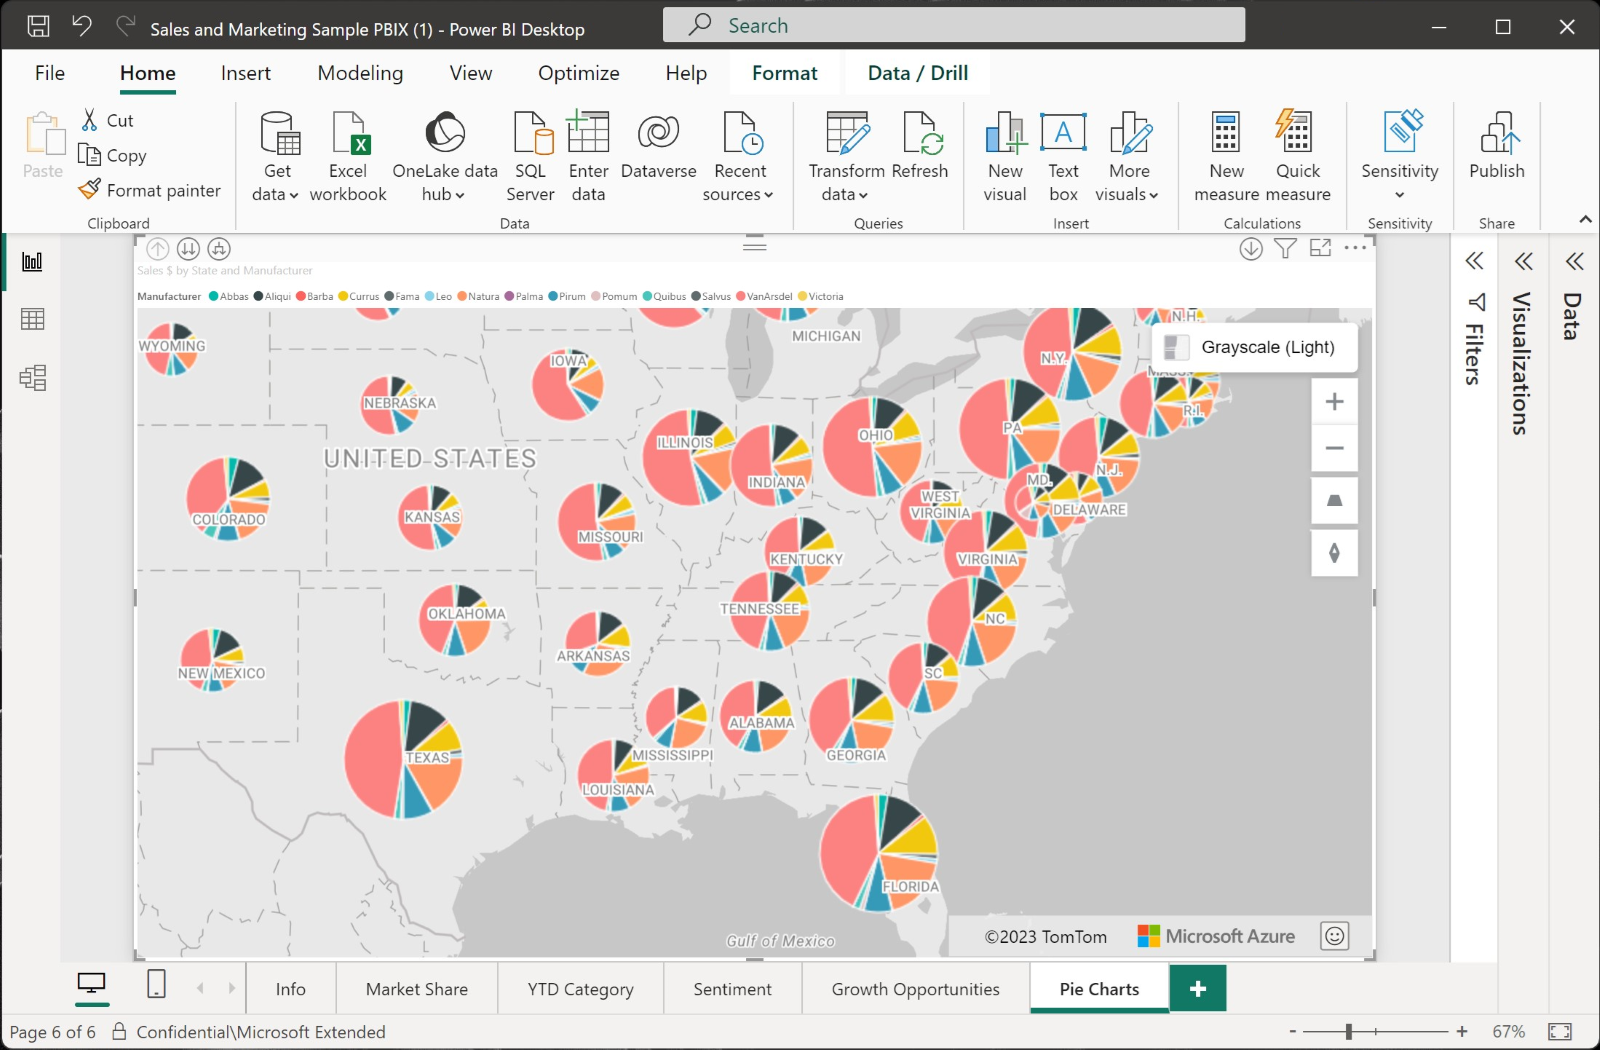 Sales and Marketing Sample PBIX (1) - Power BI Desktop
Search
File Home Insert Modeling View Optimize Help Format Data / Drill
Paste
Cut
Copy
Format painter
Clipboard
Get data
Excel workbook
OneLake data hub
SQL Server
Enter data
Dataverse
Recent sources
Data
Transform data
Refresh
Queries
New visual
Text box
More visuals
Insert
New measure
Quick measure
Calculations
Sensitivity
Sensitivity
Publish
Share
Sales $ by State and Manufacturer
Manufacturer Abbas Aliqui Barba Currus Fama Leo Natura Palma Pirum Pomum Quibus Salvus VanArsdel Victoria
N.H.
MICHIGAN
WYOMING
Grayscale (Light)
IOWA
N.Y.
MASS.
NEBRASKA
R.I.
PA
OHIO
ILLINOIS
UNITED STATES
N.J.
INDIANA
MD.
WEST
VIRGINIA
DELAWARE
COLORADO
KANSAS
MISSOURI
KENTUCKY
VIRGINIA
TENNESSEE
OKLAHOMA
NC
ARKANSAS
NEW MEXICO
SC
ALABAMA
TEXAS
MISSISSIPPI
GEORGIA
LOUISIANA
FLORIDA
Gulf of Mexico
©2023 TomTom
Microsoft Azure
Filters
Visualizations
Data
Info Market Share YTD Category Sentiment Growth Opportunities Pie Charts
Page 6 of 6 Confidential\Microsoft Extended
67%